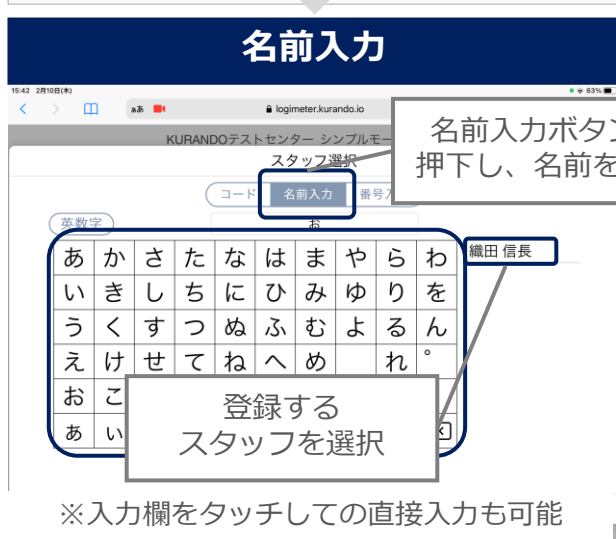 名前入力
15:42 2月10日(木)
63%
ぁあ
logimeter.kurando.io
KURANDOテストセンター シンプルモー
スタッフ選択
コード 名前入力 番号入
英数字
お
名前入力ボタン
押下し、名前を
織田 信長
あ か さ た な は ま や ら わ
い き し ち に ひ み ゆ り を
う く す つ ぬ ふ む よ る ん
え け せ て ね へ め れ ゜
お こ
ぁ ぃ
登録する
スタッフを選択
※入力欄をタッチしての直接入力も可能